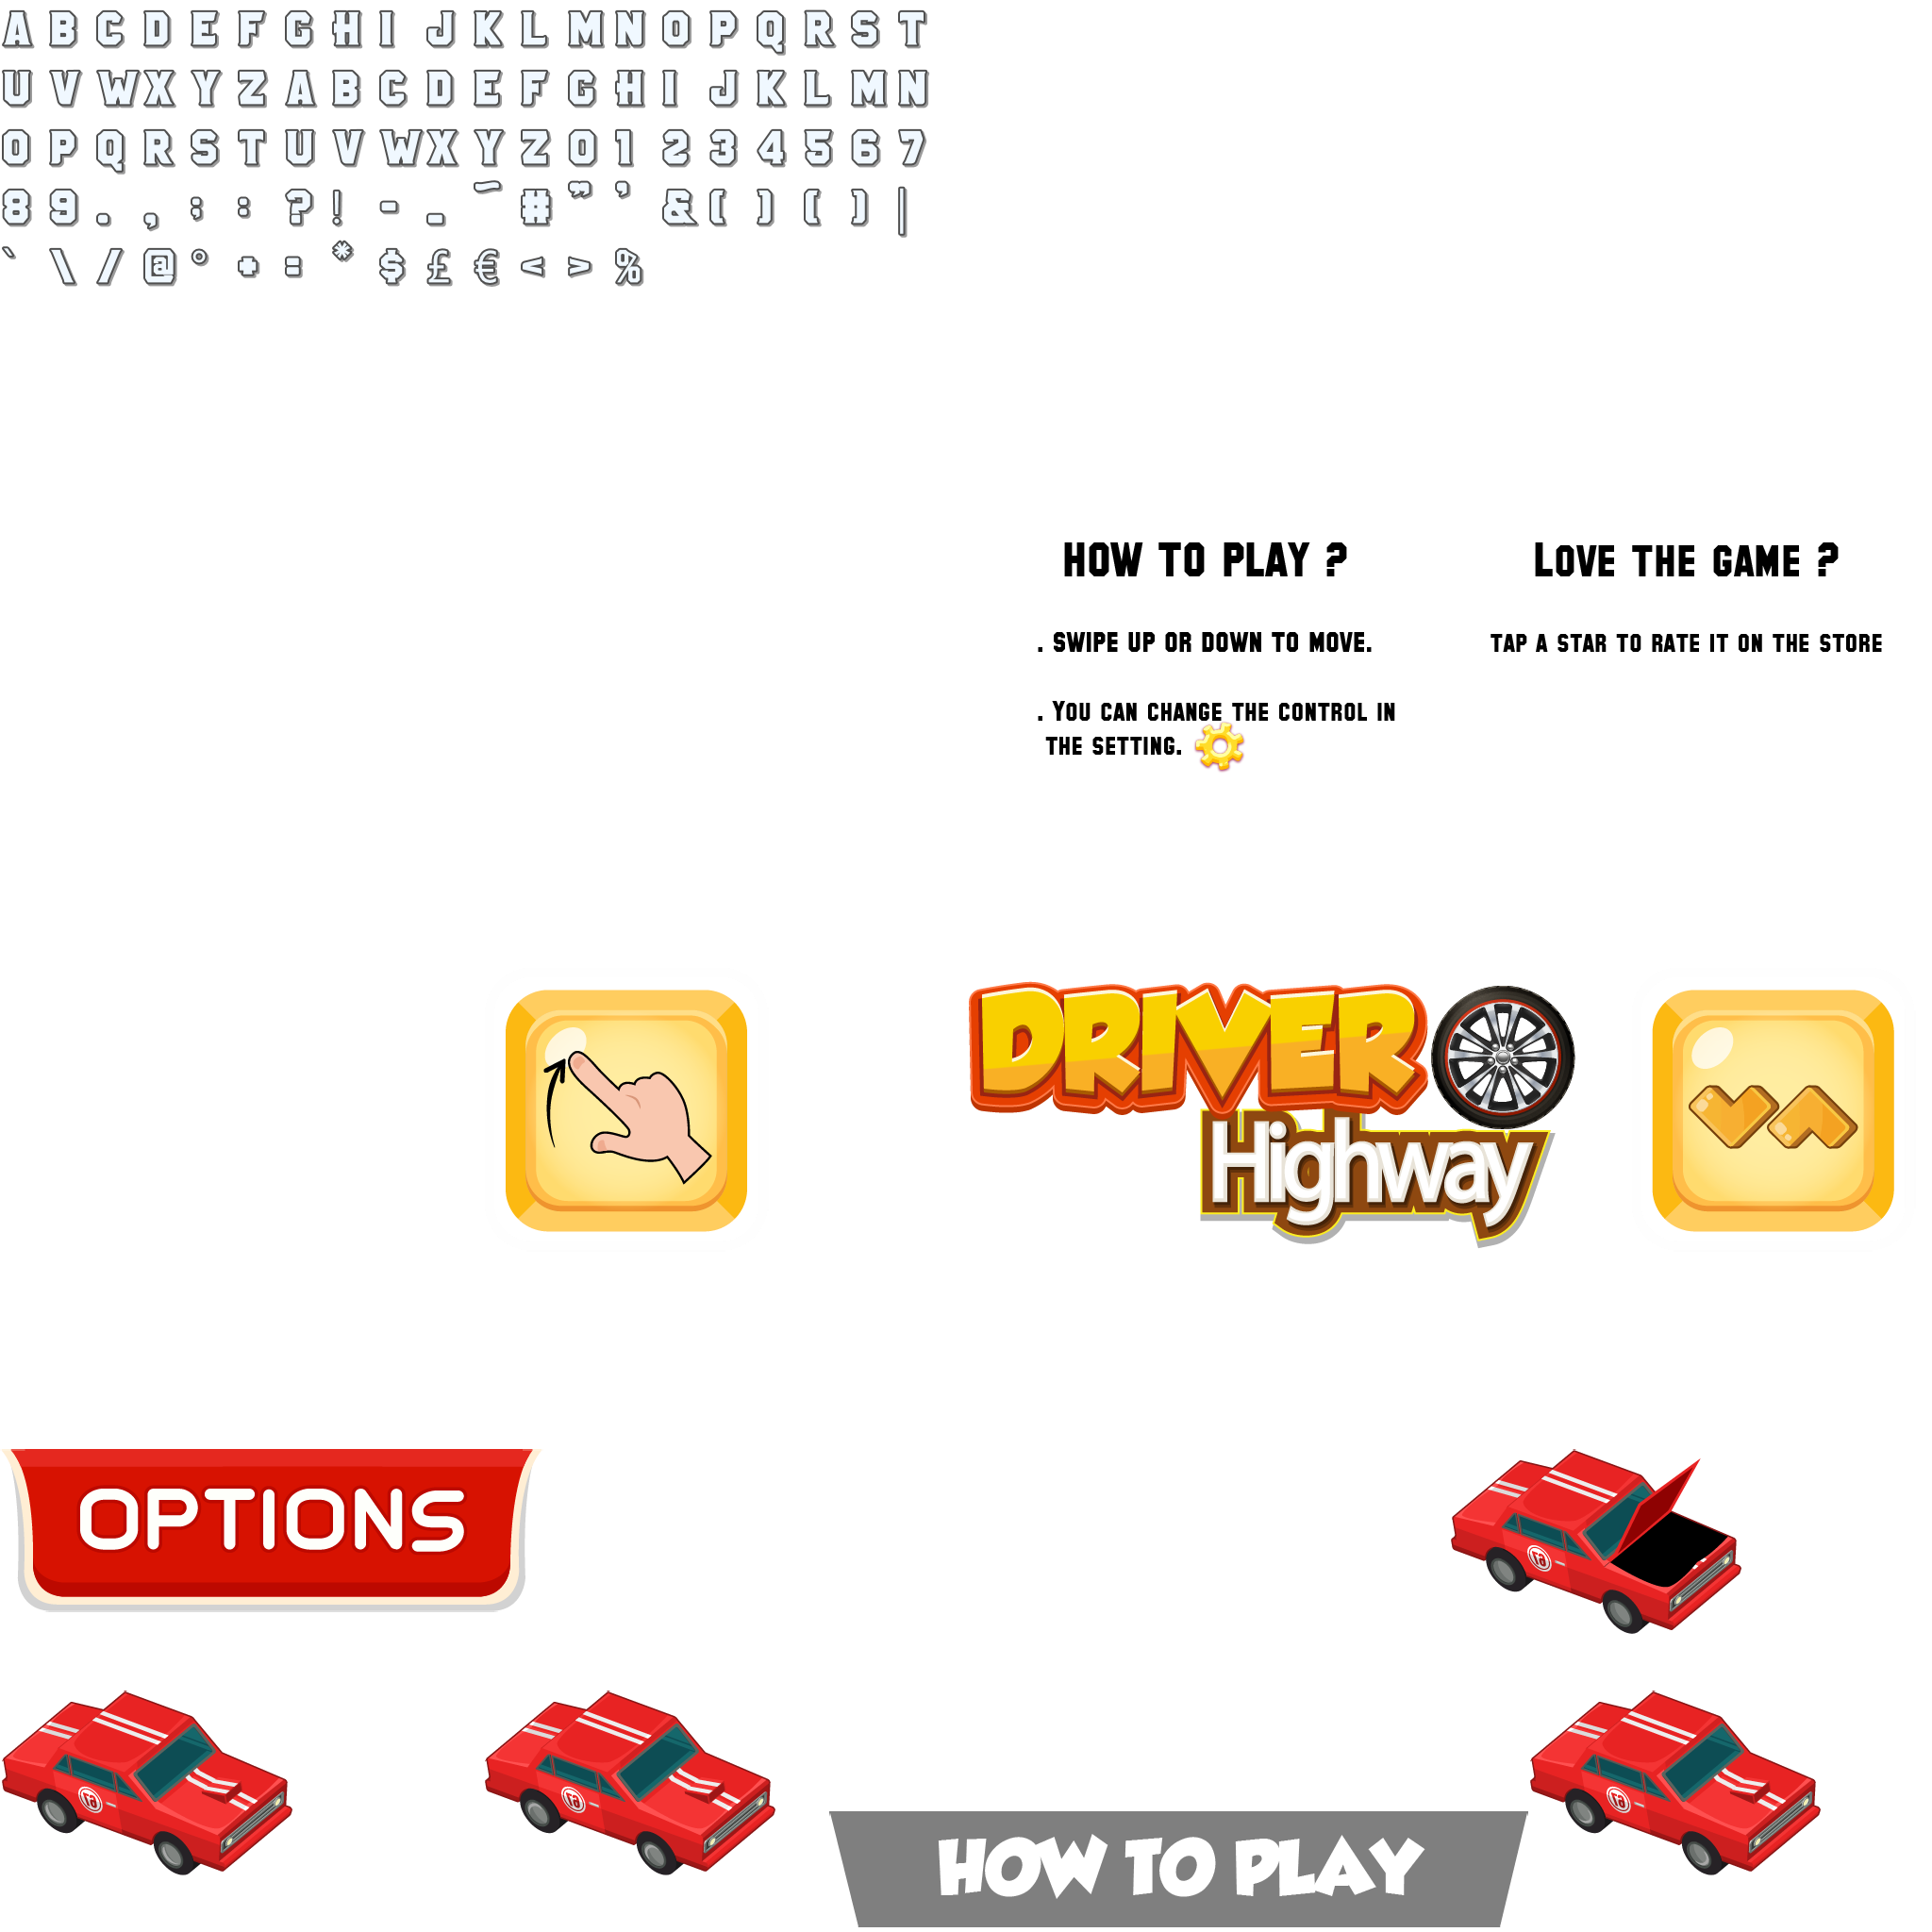 A B C D E F G H I J K L M N O P Q R S T
U V W X Y Z A B C D E F G H I J K L M N
O P Q R S T U V W X Y Z 0 1 2 3 4 5 6 7
8 9 . , ; : ? ! - _ ¯ # " ' & ( ) ( ) |
` \ / @ ° + = * $ £ € < > %
HOW TO PLAY ?
. SWIPE UP OR DOWN TO MOVE.
. YOU CAN CHANGE THE CONTROL IN
THE SETTING.
LOVE THE GAME ?
TAP A STAR TO RATE IT ON THE STORE
DRIVER
Highway
OPTIONS
HOW TO PLAY